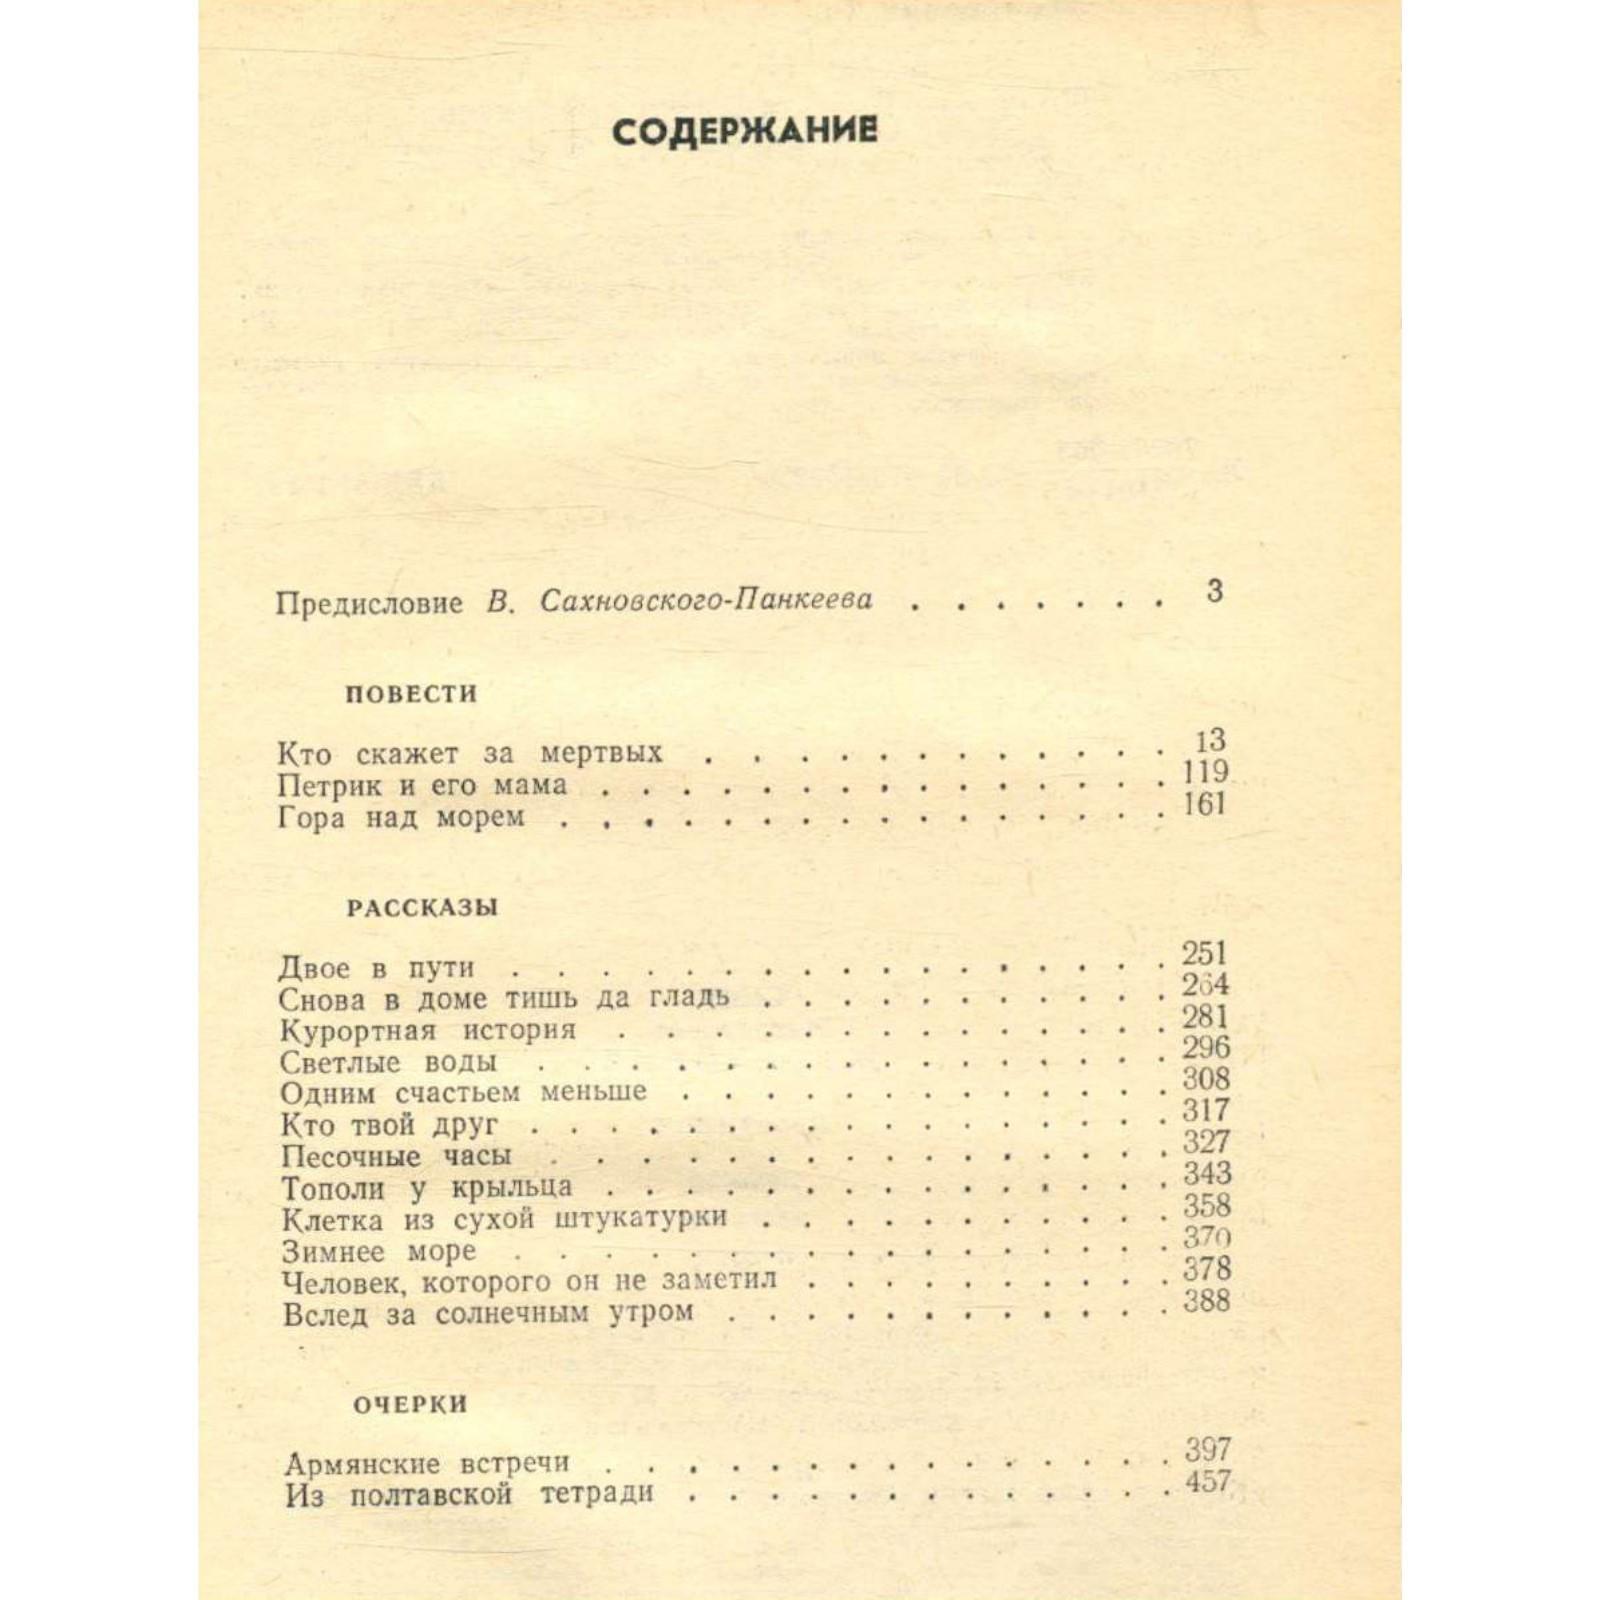 СОДЕРЖАНИЕ
Предисловие В. Сахновского-Панкеева . . . . . . . 3
ПОВЕСТИ
Кто скажет за мертвых . . . . . . . . . . . . 13
Петрик и его мама . . . . . . . . . . . . . . . 119
Гора над морем . . . . . . . . . . . . . . . . 161
РАССКАЗЫ
Двое в пути . . . . . . . . . . . . . . . . . 251
Снова в доме тишь да гладь . . . . . . . . . . . 264
Курортная история . . . . . . . . . . . . . . . 281
Светлые воды . . . . . . . . . . . . . . . . . 296
Одним счастьем меньше . . . . . . . . . . . . . 308
Кто твой друг . . . . . . . . . . . . . . . . . 317
Песочные часы . . . . . . . . . . . . . . . . 327
Тополи у крыльца . . . . . . . . . . . . . . . 343
Клетка из сухой штукатурки . . . . . . . . . . . 358
Зимнее море . . . . . . . . . . . . . . . . . 370
Человек, которого он не заметил . . . . . . . . . . 378
Вслед за солнечным утром . . . . . . . . . . . . 388
ОЧЕРКИ
Армянские встречи . . . . . . . . . . . . . . . 397
Из полтавской тетради . . . . . . . . . . . . . 457